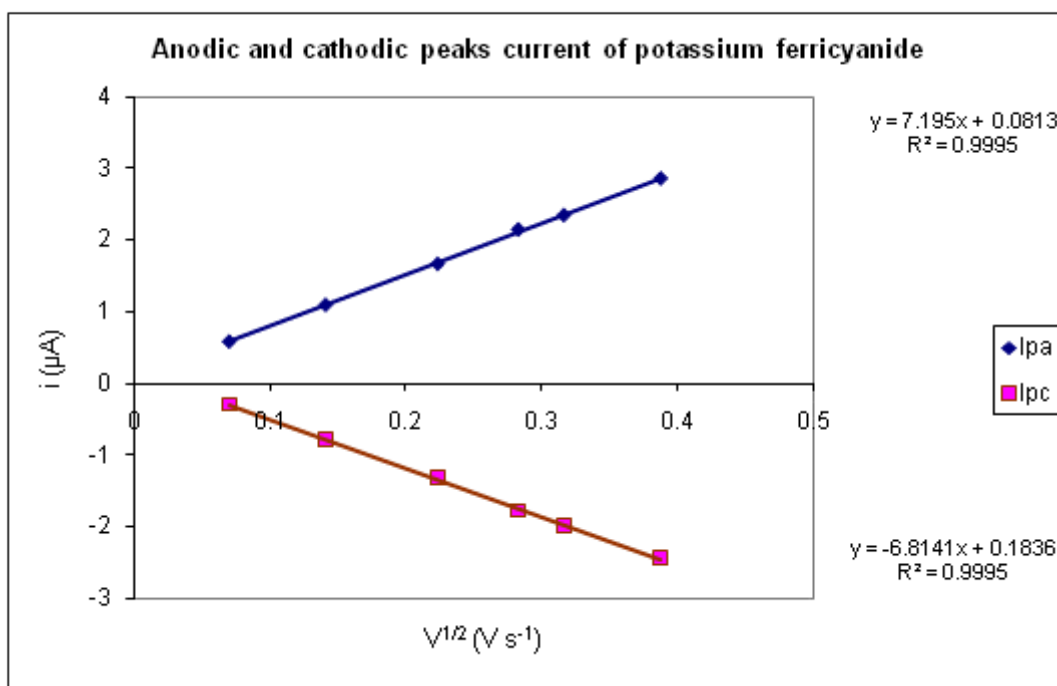 Anodic and cathodic peaks current of potassium ferricyanide
y = 7.195x + 0.0813
R² = 0.9995
4
3
2
1
0
-1
-2
-3
i (µA)
0 0.1 0.2 0.3 0.4 0.5
Ipa
Ipc
y = -6.8141x + 0.1836
R² = 0.9995
V¹/² (V s⁻¹)